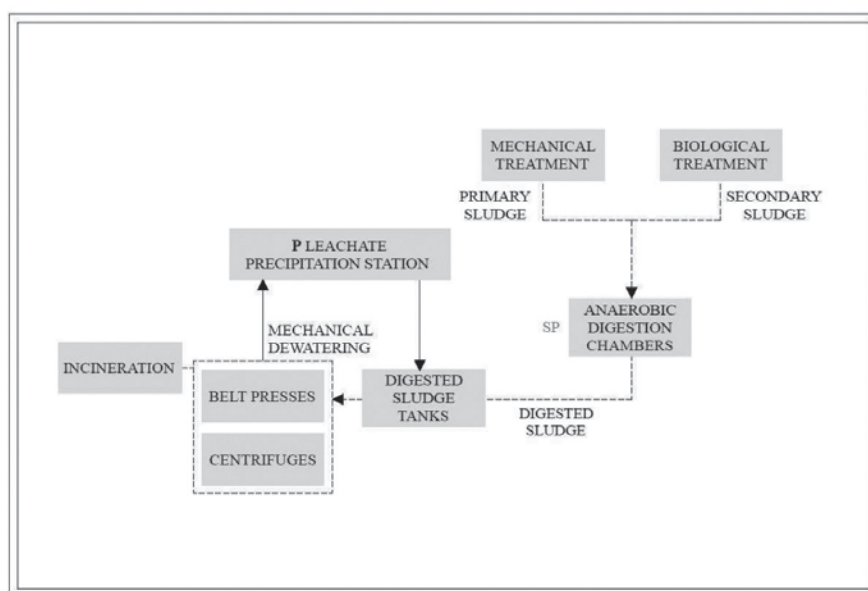 MECHANICAL
TREATMENT
BIOLOGICAL
TREATMENT
PRIMARY
SLUDGE
SECONDARY
SLUDGE
P LEACHATE
PRECIPITATION STATION
SP
ANAEROBIC
DIGESTION
CHAMBERS
MECHANICAL
DEWATERING
INCINERATION
BELT PRESSES
DIGESTED
SLUDGE
TANKS
DIGESTED
SLUDGE
CENTRIFUGES